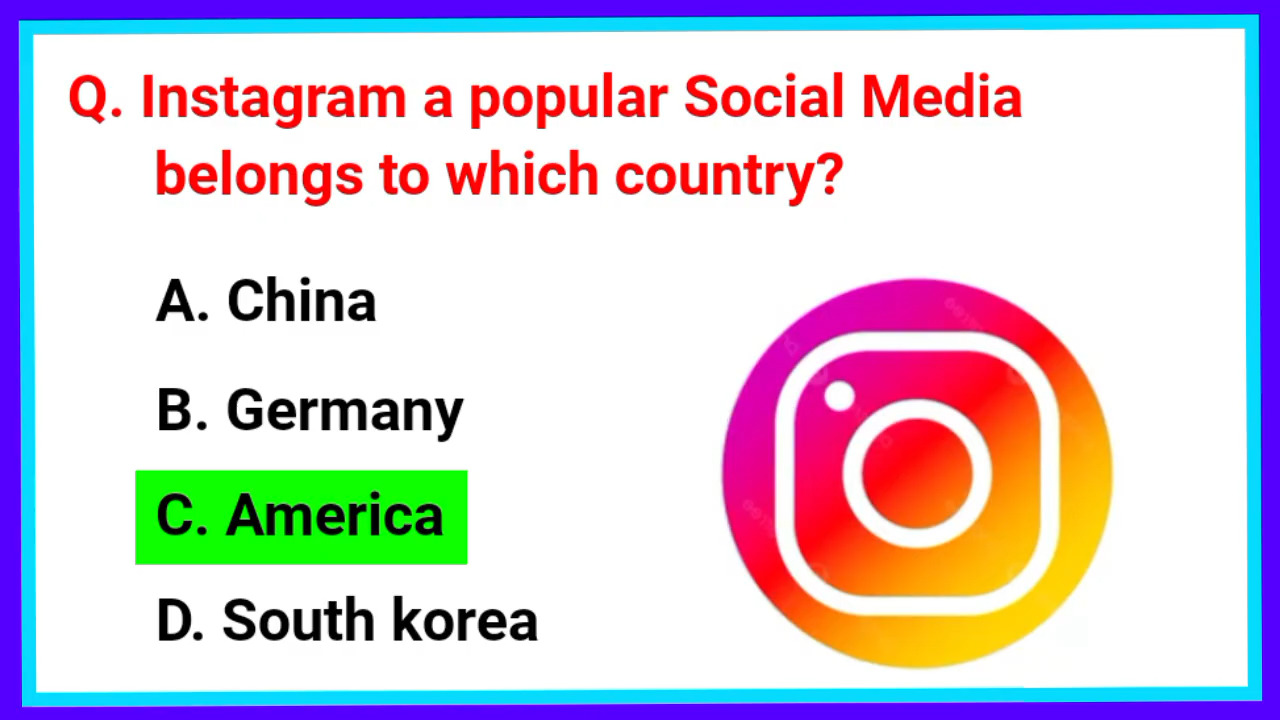 Q. Instagram a popular Social Media
belongs to which country?
A. China
B. Germany
C. America
D. South korea